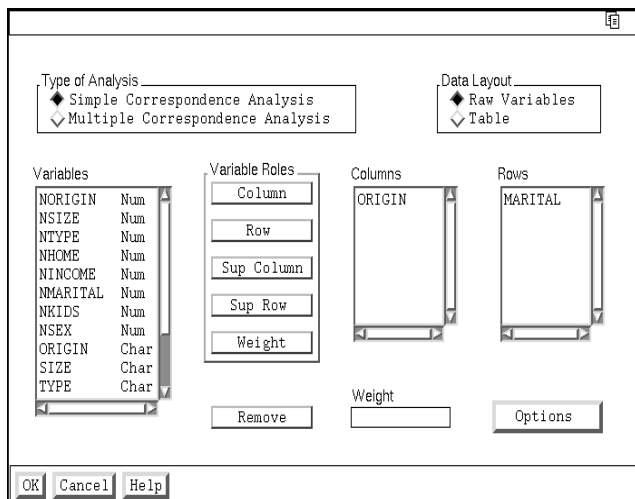 Type of Analysis
Simple Correspondence Analysis
Multiple Correspondence Analysis
Data Layout
Raw Variables
Table
Variables
NORIGIN Num
NSIZE Num
NTYPE Num
NHOME Num
NINCOME Num
NMARITAL Num
NKIDS Num
NSEX Num
ORIGIN Char
SIZE Char
TYPE Char
Variable Roles
Column
Row
Sup Column
Sup Row
Weight
Remove
Columns
ORIGIN
Rows
MARITAL
Weight
Options
OK Cancel Help